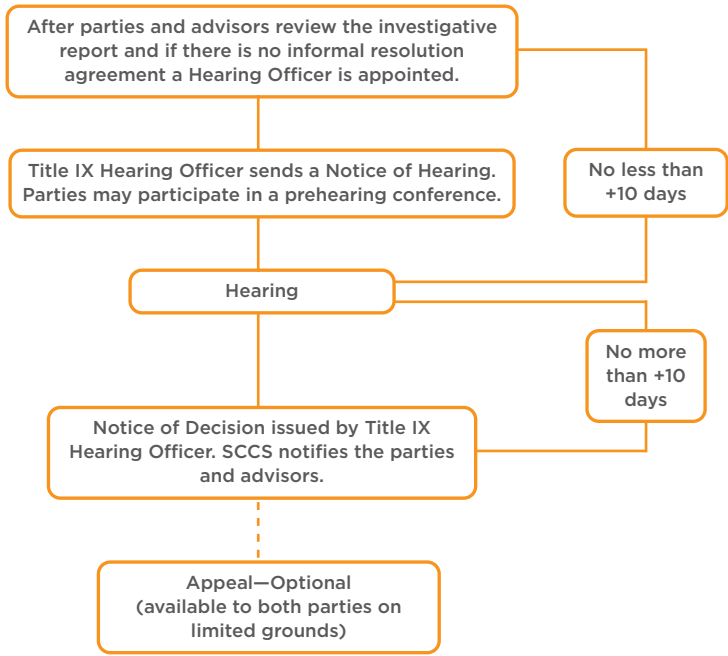 After parties and advisors review the investigative
report and if there is no informal resolution
agreement a Hearing Officer is appointed.
Title IX Hearing Officer sends a Notice of Hearing.
Parties may participate in a prehearing conference.
No less than
+10 days
Hearing
No more
than +10
days
Notice of Decision issued by Title IX
Hearing Officer. SCCS notifies the parties
and advisors.
Appeal—Optional
(available to both parties on
limited grounds)